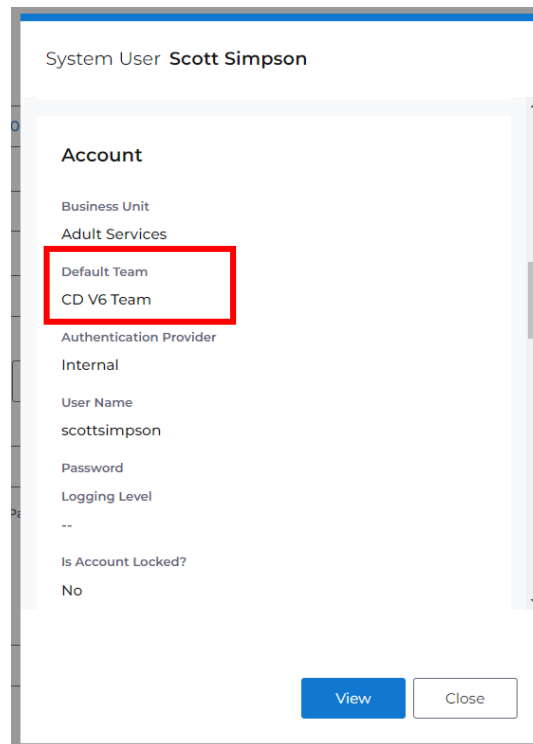 System User Scott Simpson
Account
Business Unit
Adult Services
Default Team
CD V6 Team
Authentication Provider
Internal
User Name
scottsimpson
Password
Logging Level
--
Is Account Locked?
No
View
Close